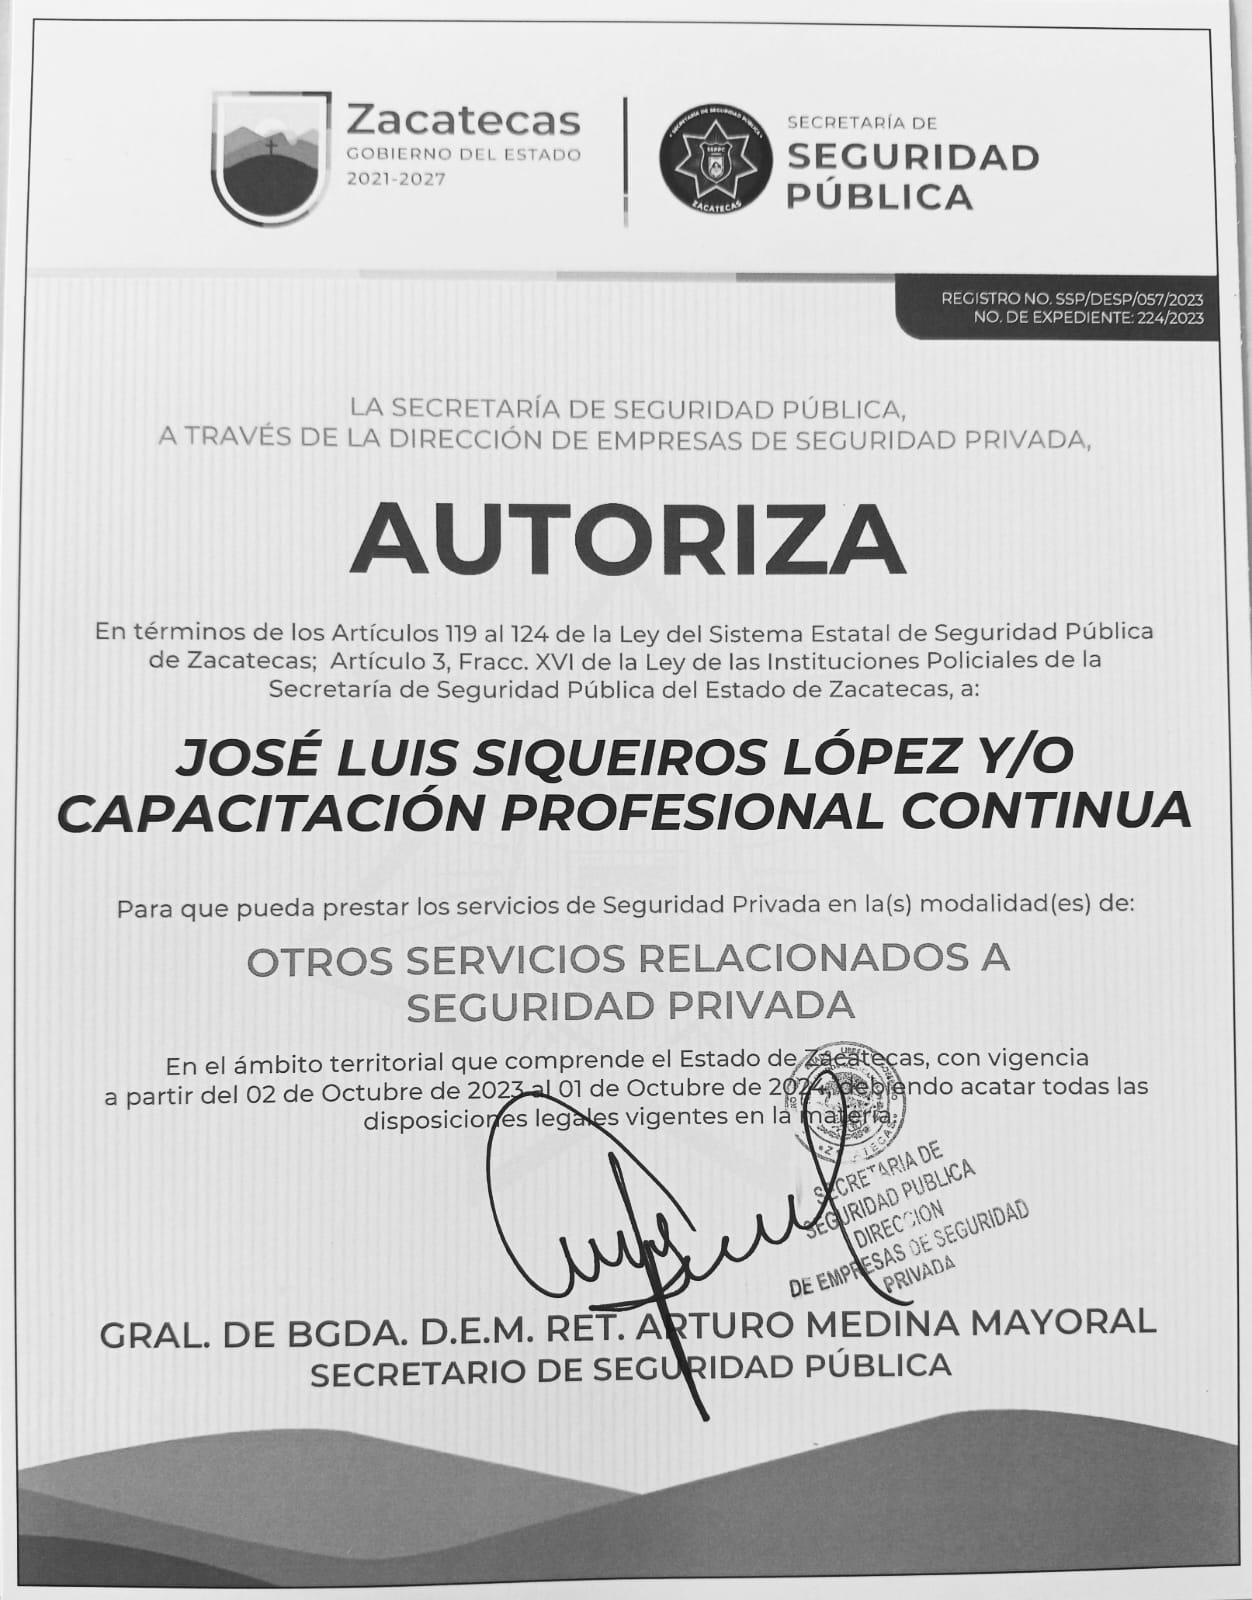 Zacatecas
GOBIERNO DEL ESTADO
2021-2027
SECRETARÍA DE SEGURIDAD PÚBLICA
SSPPC
ZACATECAS
SECRETARÍA DE
SEGURIDAD
PÚBLICA
REGISTRO NO. SSP/DESP/057/2023
NO. DE EXPEDIENTE: 224/2023
LA SECRETARÍA DE SEGURIDAD PÚBLICA,
A TRAVÉS DE LA DIRECCIÓN DE EMPRESAS DE SEGURIDAD PRIVADA,
AUTORIZA
En términos de los Artículos 119 al 124 de la Ley del Sistema Estatal de Seguridad Pública
de Zacatecas; Artículo 3, Fracc. XVI de la Ley de las Instituciones Policiales de la
Secretaría de Seguridad Pública del Estado de Zacatecas, a:
JOSÉ LUIS SIQUEIROS LÓPEZ Y/O
CAPACITACIÓN PROFESIONAL CONTINUA
Para que pueda prestar los servicios de Seguridad Privada en la(s) modalidad(es) de:
OTROS SERVICIOS RELACIONADOS A
SEGURIDAD PRIVADA
En el ámbito territorial que comprende el Estado de Zacatecas, con vigencia
a partir del 02 de Octubre de 2023 al 01 de Octubre de 2024, debiendo acatar todas las
disposiciones legales vigentes en la materia.
SECRETARIA DE
SEGURIDAD PUBLICA
DIRECCION
DE EMPRESAS DE SEGURIDAD
PRIVADA
GRAL. DE BGDA. D.E.M. RET. ARTURO MEDINA MAYORAL
SECRETARIO DE SEGURIDAD PÚBLICA